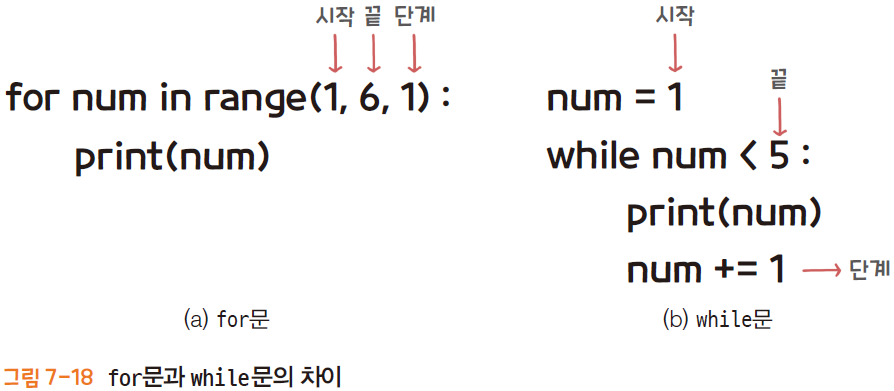 시작 끝 단계
for num in range(1, 6, 1) :
print(num)
(a) for문
시작
num = 1
끝
while num < 5 :
print(num)
num += 1 단계
(b) while문
그림 7-18 for문과 while문의 차이